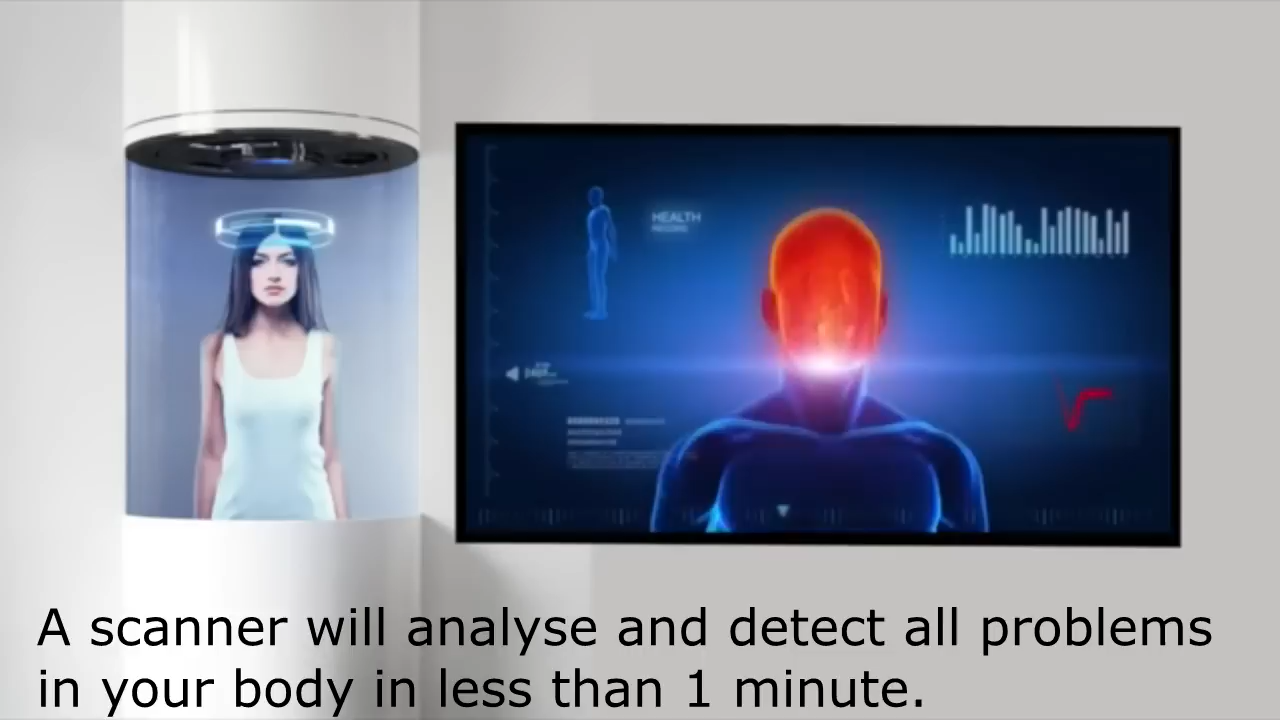 HEALTH
A scanner will analyse and detect all problems
in your body in less than 1 minute.